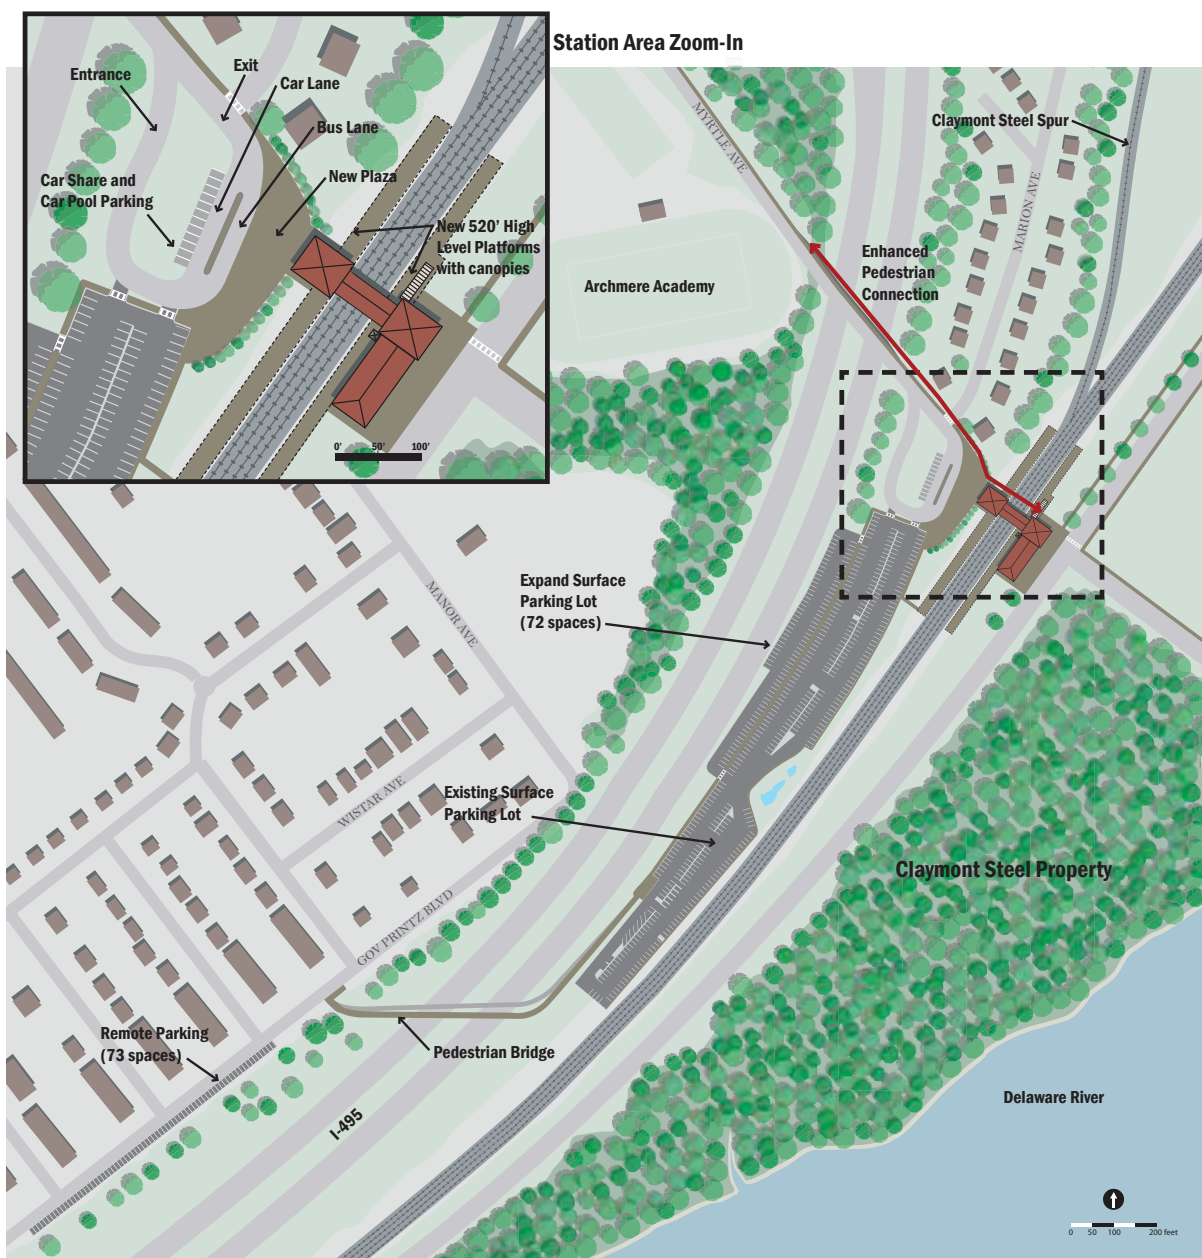 Station Area Zoom-In
Entrance
Exit
Car Lane
Bus Lane
New Plaza
Car Share and
Car Pool Parking
New 520' High
Level Platforms
with canopies
0' 50' 100'
MYRTLE AVE
Claymont Steel Spur
MARION AVE
Enhanced
Pedestrian
Connection
Archmere Academy
Expand Surface
Parking Lot
(72 spaces)
MANOR AVE
WISTAR AVE
Existing Surface
Parking Lot
Claymont Steel Property
GOV PRINTZ BLVD
Remote Parking
(73 spaces)
Pedestrian Bridge
I-495
Delaware River
0 50 100 200 feet